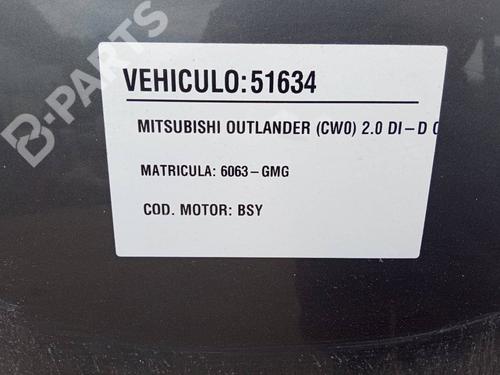 B-PARTS
VEHICULO:51634
MITSUBISHI OUTLANDER (CW0) 2.0 DI-D
MATRICULA: 6063-GMG
COD. MOTOR: BSY